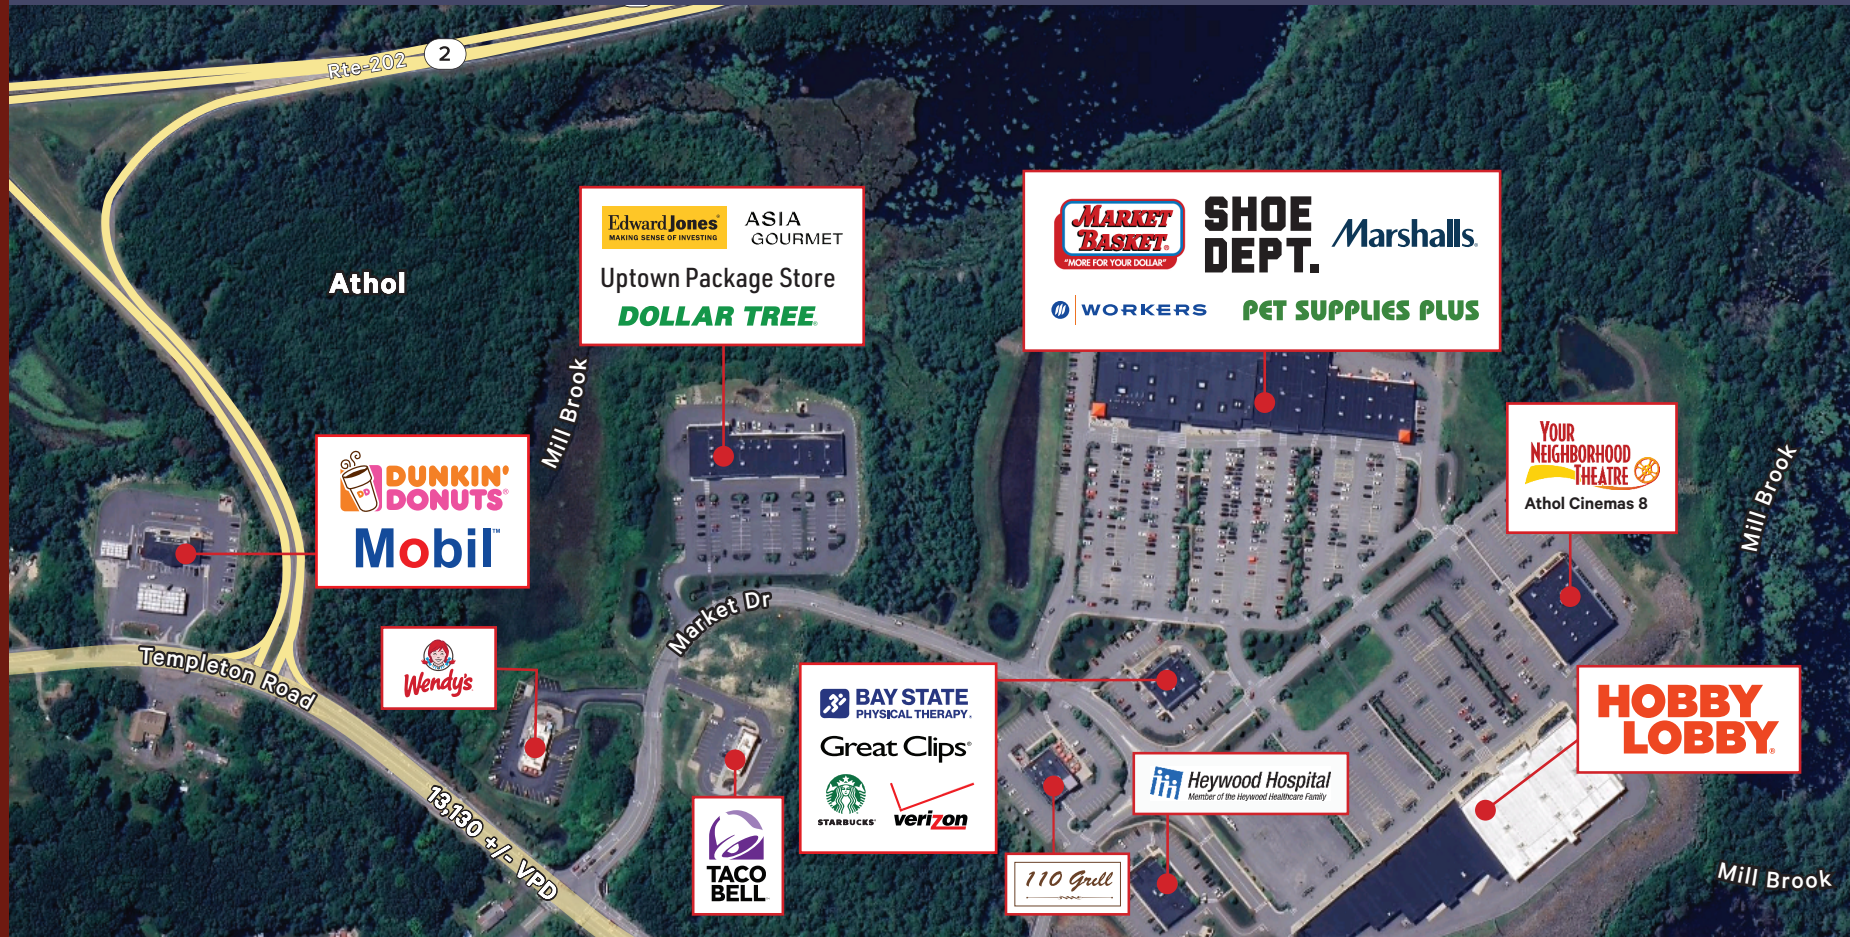 Rte-202
2
Athol
Edward Jones
MAKING SENSE OF INVESTING
ASIA
GOURMET
Uptown Package Store
DOLLAR TREE
MARKET
BASKET
"MORE FOR YOUR DOLLAR"
SHOE
DEPT.
Marshalls
WORKERS
PET SUPPLIES PLUS
Mill Brook
DUNKIN'
DONUTS
DD
Mobil™
YOUR
NEIGHBORHOOD
THEATRE
Athol Cinemas 8
Mill Brook
Market Dr
Templeton Road
Wendy's
BAY STATE
PHYSICAL THERAPY
Great Clips®
STARBUCKS
verizon
HOBBY
LOBBY®
Heywood Hospital
Member of the Heywood Healthcare Family
13,130 +/- VPD
TACO
BELL
110 Grill
Mill Brook